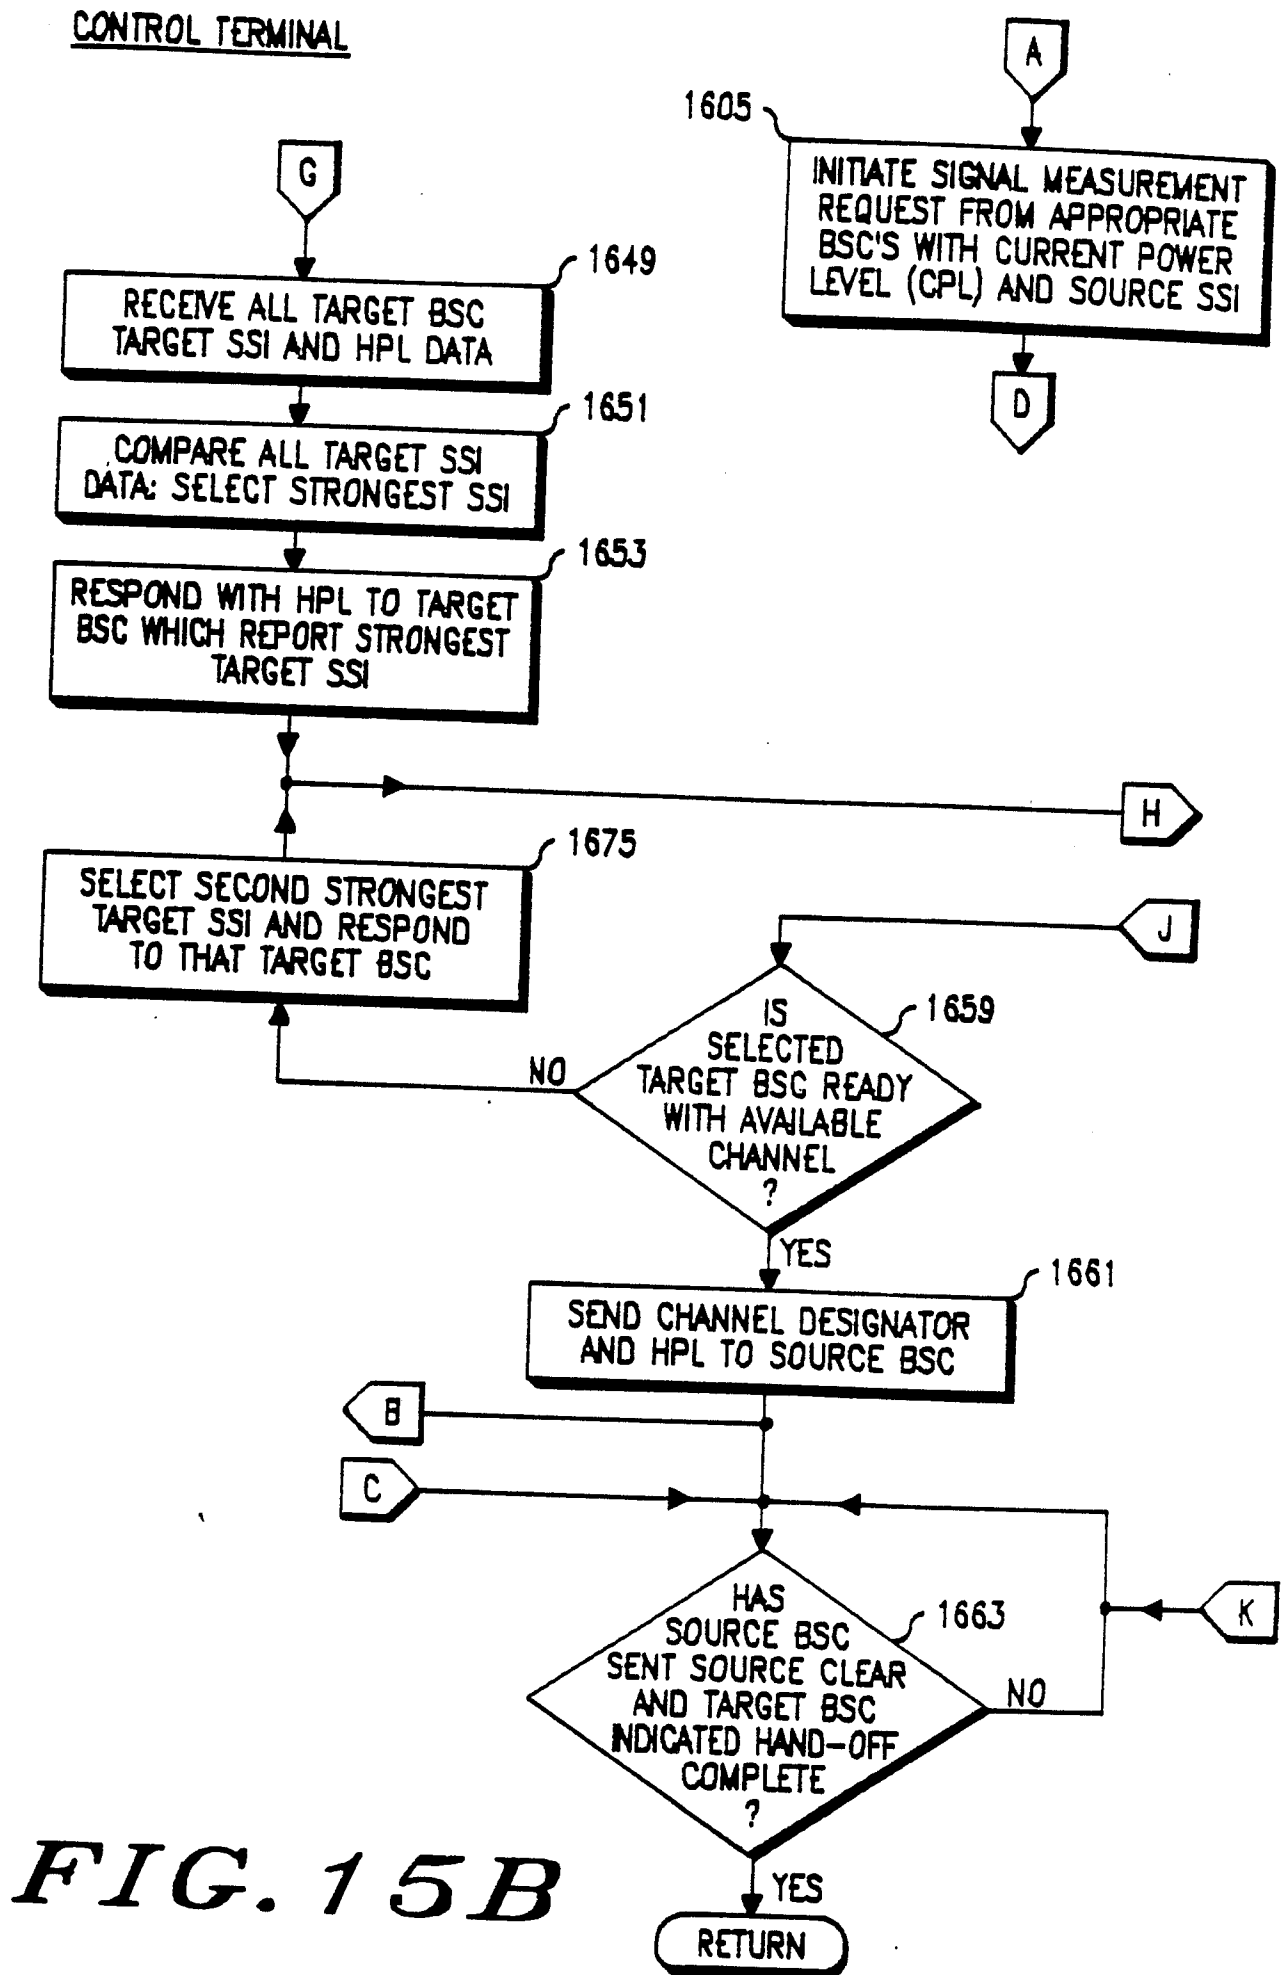 CONTROL TERMINAL
A
1605
INITIATE SIGNAL MEASUREMENT
REQUEST FROM APPROPRIATE
BSC'S WITH CURRENT POWER
LEVEL (CPL) AND SOURCE SSI
D
G
1649
RECEIVE ALL TARGET BSC
TARGET SSI AND HPL DATA
1651
COMPARE ALL TARGET SSI
DATA: SELECT STRONGEST SSI
1653
RESPOND WITH HPL TO TARGET
BSC WHICH REPORT STRONGEST
TARGET SSI
H
1675
SELECT SECOND STRONGEST
TARGET SSI AND RESPOND
TO THAT TARGET BSC
J
1659
IS
SELECTED
TARGET BSC READY
WITH AVAILABLE
CHANNEL
?
NO
YES
1661
SEND CHANNEL DESIGNATOR
AND HPL TO SOURCE BSC
B
C
K
1663
HAS
SOURCE BSC
SENT SOURCE CLEAR
AND TARGET BSC
INDICATED HAND-OFF
COMPLETE
?
NO
YES
RETURN
FIG. 15B